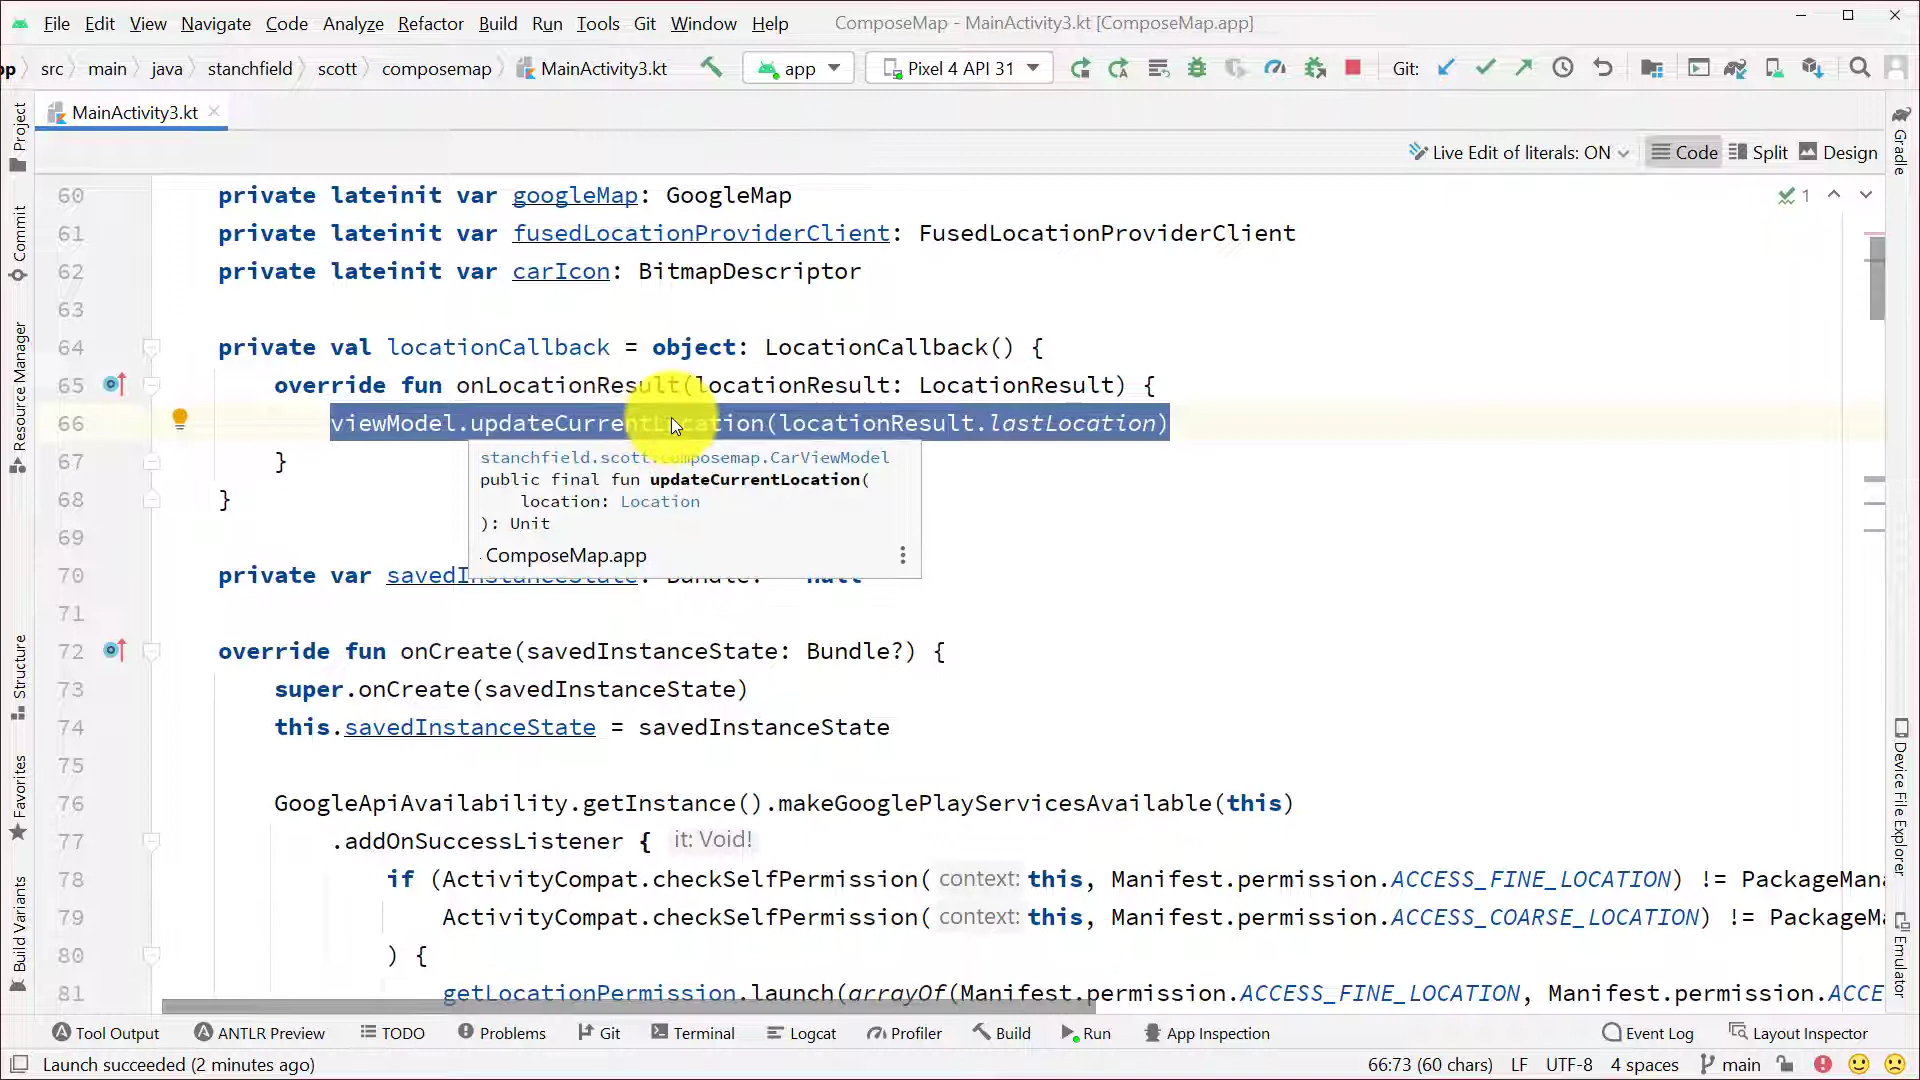 File Edit View Navigate Code Analyze Refactor Build Run Tools Git Window Help ComposeMap - MainActivity3.kt [ComposeMap.app]
pp src main java stanchfield scott composemap MainActivity3.kt app Pixel 4 API 31 Git:
MainActivity3.kt
Live Edit of literals: ON Code Split Design
60 private lateinit var googleMap: GoogleMap
1
61 private lateinit var fusedLocationProviderClient: FusedLocationProviderClient
62 private lateinit var carIcon: BitmapDescriptor
63
64 private val locationCallback = object: LocationCallback() {
65 override fun onLocationResult(locationResult: LocationResult) {
66 viewModel.updateCurrentLocation(locationResult.lastLocation)
67 }
68 }
69
70 private var savedInstanceState: Bundle? null
stanchfield.scott.composemap.CarViewModel
public final fun updateCurrentLocation(
location: Location
): Unit
ComposeMap.app
71
72 override fun onCreate(savedInstanceState: Bundle?) {
73 super.onCreate(savedInstanceState)
74 this.savedInstanceState = savedInstanceState
75
76 GoogleApiAvailability.getInstance().makeGooglePlayServicesAvailable(this)
77 .addOnSuccessListener { it: Void!
78 if (ActivityCompat.checkSelfPermission( context: this, Manifest.permission.ACCESS_FINE_LOCATION) != PackageMana
79 ActivityCompat.checkSelfPermission( context: this, Manifest.permission.ACCESS_COARSE_LOCATION) != PackageM
80 ) {
81 getLocationPermission.launch(arrayOf(Manifest.permission.ACCESS_FINE_LOCATION, Manifest.permission.ACCE
Project
Commit
Resource Manager
Structure
Favorites
Build Variants
Gradle
Device File Explorer
Emulator
Tool Output ANTLR Preview TODO Problems Git Terminal Logcat Profiler Build Run App Inspection Event Log Layout Inspector
Launch succeeded (2 minutes ago) 66:73 (60 chars) LF UTF-8 4 spaces main